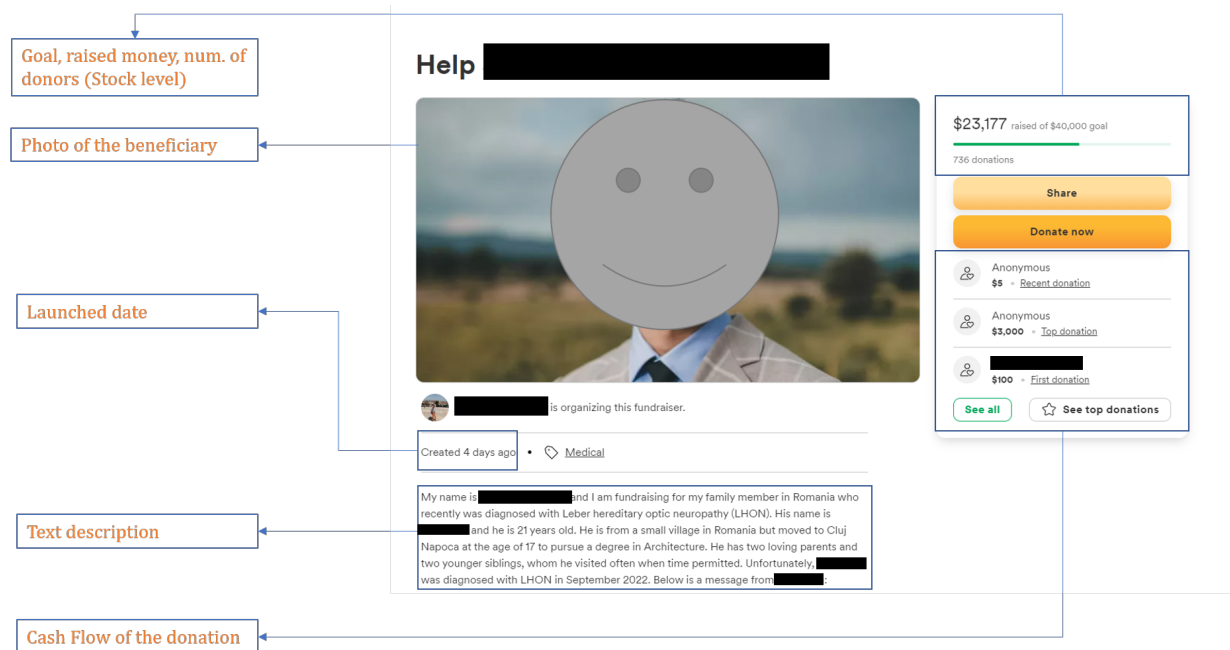 Goal, raised money, num. of
donors (Stock level)
Photo of the beneficiary
Launched date
Text description
Cash Flow of the donation
Help
$23,177 raised of $40,000 goal
736 donations
Share
Donate now
Anonymous
$5 • Recent donation
Anonymous
$3,000 • Top donation
$100 • First donation
See all
See top donations
is organizing this fundraiser.
Created 4 days ago • Medical
My name is and I am fundraising for my family member in Romania who
recently was diagnosed with Leber hereditary optic neuropathy (LHON). His name is
and he is 21 years old. He is from a small village in Romania but moved to Cluj
Napoca at the age of 17 to pursue a degree in Architecture. He has two loving parents and
two younger siblings, whom he visited often when time permitted. Unfortunately,
was diagnosed with LHON in September 2022. Below is a message from :